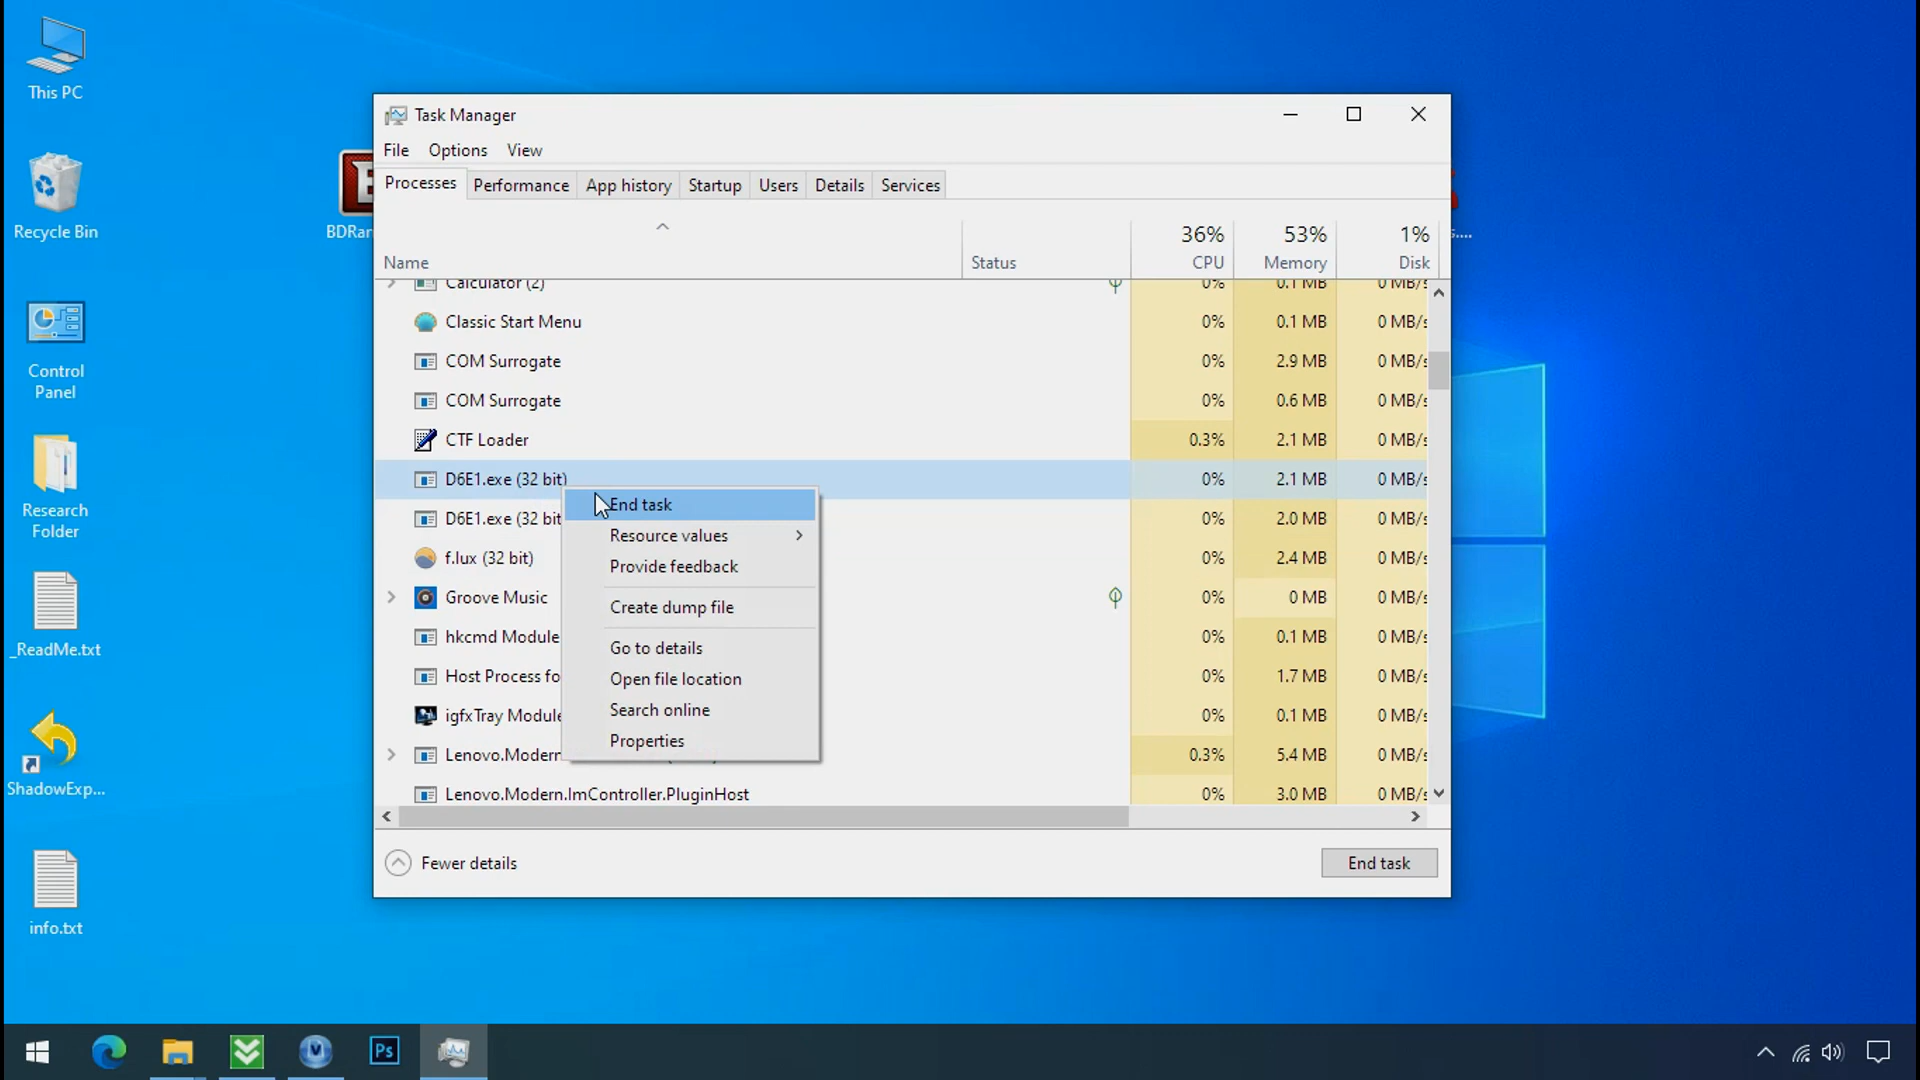 This PC
Recycle Bin
Control
Panel
Research
Folder
_ReadMe.txt
ShadowExp...
info.txt
BDRan
Task Manager
File Options View
Processes Performance App history Startup Users Details Services
36% 53% 1%
Name Status CPU Memory Disk
Calculator (2) 0% 0.1 MB 0 MB/s
Classic Start Menu 0% 0.1 MB 0 MB/s
COM Surrogate 0% 2.9 MB 0 MB/s
COM Surrogate 0% 0.6 MB 0 MB/s
CTF Loader 0.3% 2.1 MB 0 MB/s
D6E1.exe (32 bit) 0% 2.1 MB 0 MB/s
D6E1.exe (32 bit 0% 2.0 MB 0 MB/s
f.lux (32 bit) 0% 2.4 MB 0 MB/s
Groove Music 0% 0 MB 0 MB/s
hkcmd Module 0% 0.1 MB 0 MB/s
Host Process fo 0% 1.7 MB 0 MB/s
igfxTray Module 0% 0.1 MB 0 MB/s
Lenovo.Modern 0.3% 5.4 MB 0 MB/s
Lenovo.Modern.ImController.PluginHost 0% 3.0 MB 0 MB/s
End task
Resource values
Provide feedback
Create dump file
Go to details
Open file location
Search online
Properties
Fewer details
End task
s....
Ps